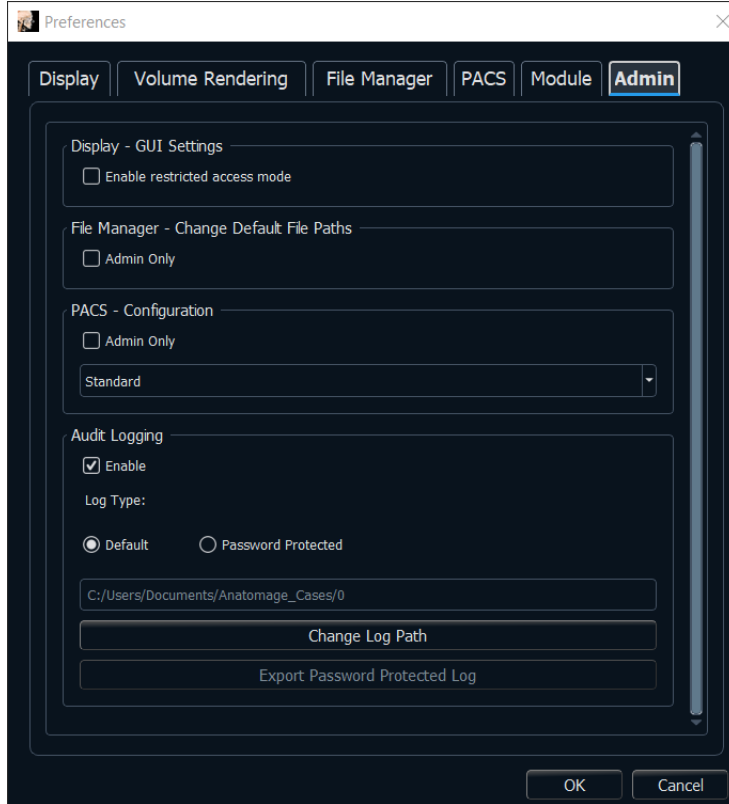 Preferences
Display Volume Rendering File Manager PACS Module Admin
Display - GUI Settings
Enable restricted access mode
File Manager - Change Default File Paths
Admin Only
PACS - Configuration
Admin Only
Standard
Audit Logging
Enable
Log Type:
Default Password Protected
C:/Users/Documents/Anatomage_Cases/0
Change Log Path
Export Password Protected Log
OK Cancel